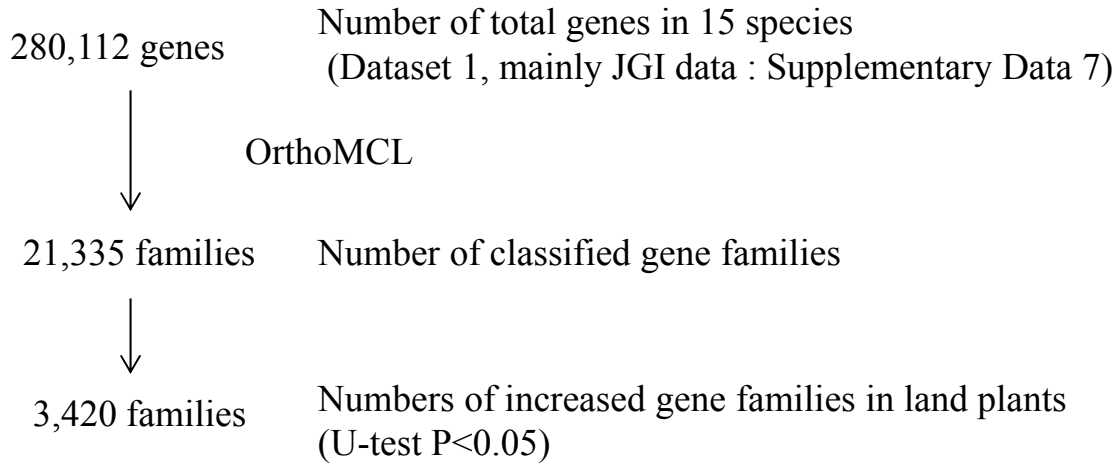 280,112 genes
Number of total genes in 15 species
(Dataset 1, mainly JGI data : Supplementary Data 7)
OrthoMCL
21,335 families
Number of classified gene families
3,420 families
Numbers of increased gene families in land plants
(U-test P<0.05)